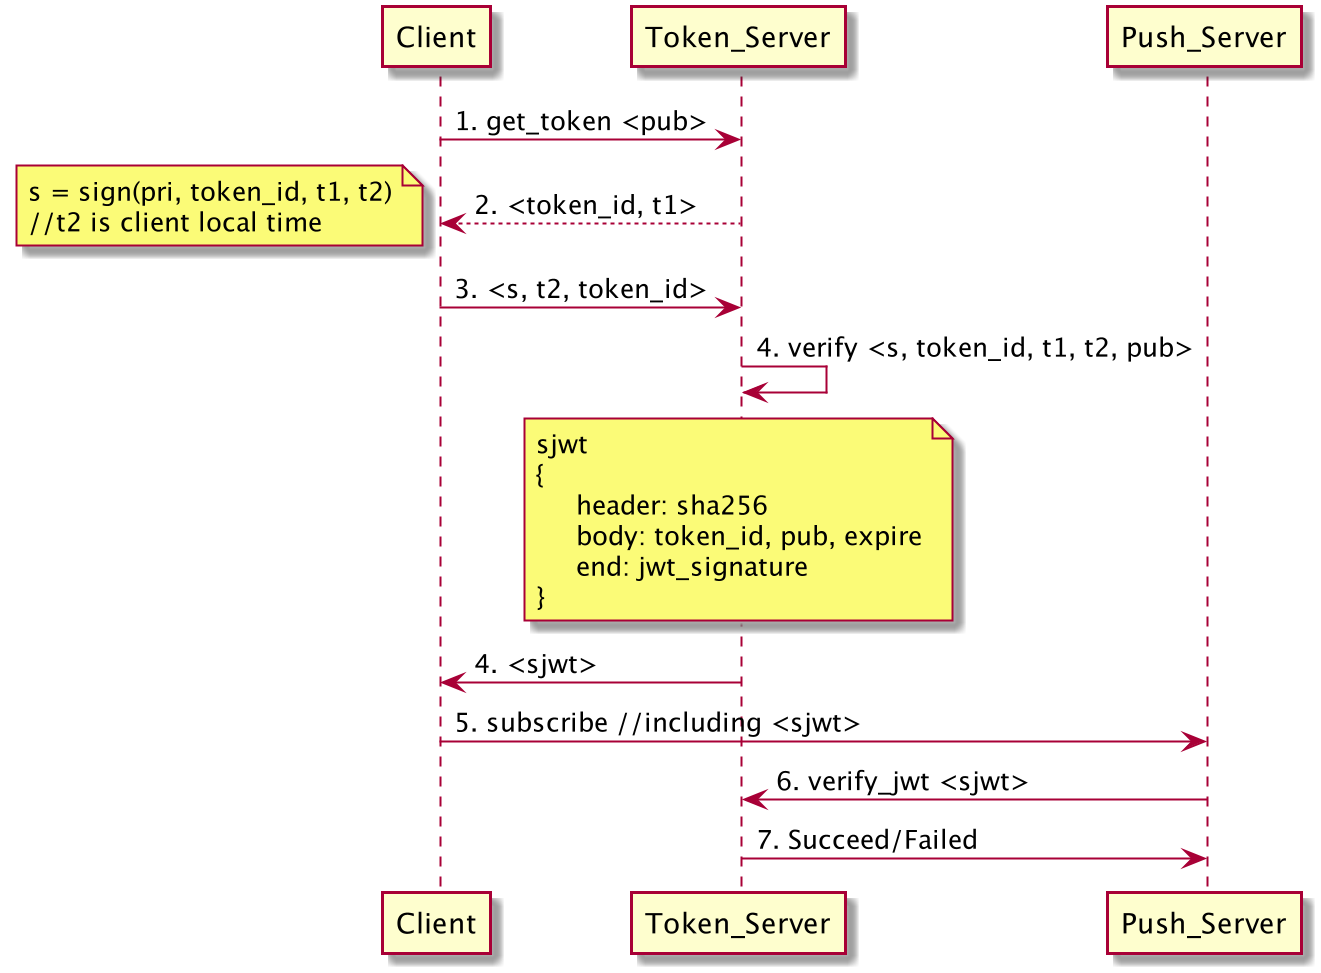 Client
Token_Server
Push_Server
1. get_token <pub>
s = sign(pri, token_id, t1, t2)
//t2 is client local time
2. <token_id, t1>
3. <s, t2, token_id>
4. verify <s, token_id, t1, t2, pub>
sjwt
{
header: sha256
body: token_id, pub, expire
end: jwt_signature
}
4. <sjwt>
5. subscribe //including <sjwt>
6. verify_jwt <sjwt>
7. Succeed/Failed
Client
Token_Server
Push_Server